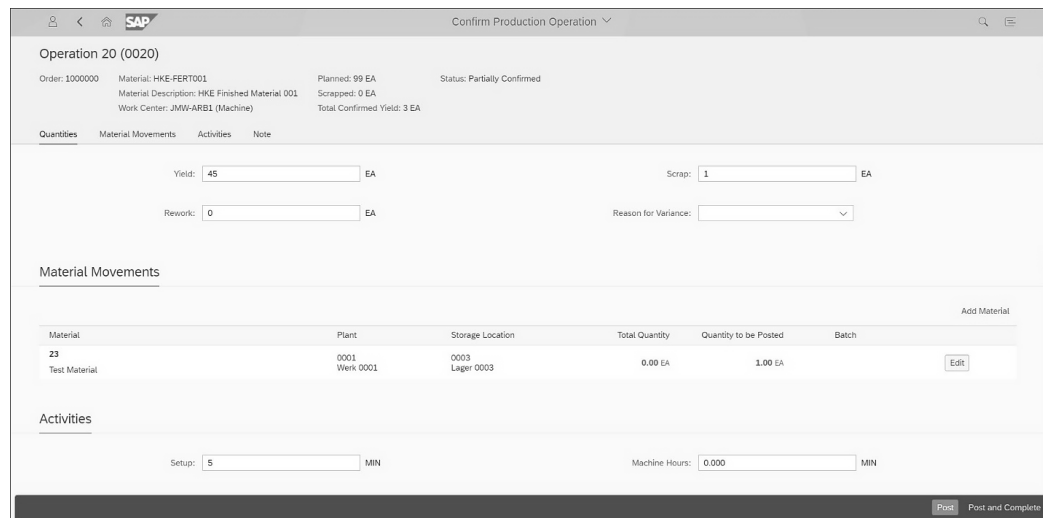 SAP
Confirm Production Operation
Operation 20 (0020)
Order: 1000000 Material: HKE-FERT001 Planned: 99 EA Status: Partially Confirmed
Material Description: HKE Finished Material 001 Scrapped: 0 EA
Work Center: JMW-ARB1 (Machine) Total Confirmed Yield: 3 EA
Quantities Material Movements Activities Note
Yield: 45 EA Scrap: 1 EA
Rework: 0 EA Reason for Variance:
Material Movements
Add Material
Material Plant Storage Location Total Quantity Quantity to be Posted Batch
23 0001 0003 0.00 EA 1.00 EA Edit
Test Material Werk 0001 Lager 0003
Activities
Setup: 5 MIN Machine Hours: 0.000 MIN
Post Post and Complete